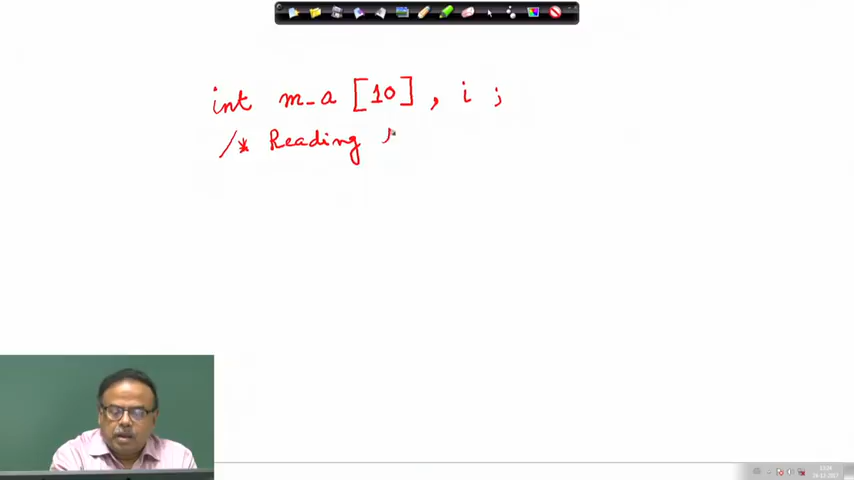 int m_a [10], i ;
/* Reading